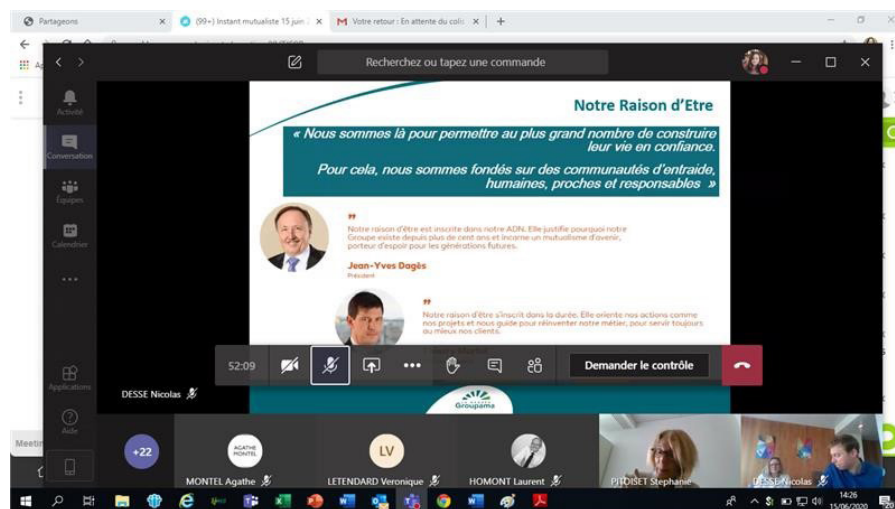 Partageons
(99+) Instant mutualiste 15 juin
Votre retour : En attente du colis
Recherchez ou tapez une commande
Activité
Conversation
Équipes
Calendrier
Applications
Aide
Notre Raison d'Etre
« Nous sommes là pour permettre au plus grand nombre de construire
leur vie en confiance.
Pour cela, nous sommes fondés sur des communautés d'entraide,
humaines, proches et responsables »
Notre raison d'être est inscrite dans notre ADN. Elle justifie pourquoi notre
Groupe existe depuis plus de cent ans et incarne un mutualisme d'avenir,
porteur d'espoir pour les générations futures.
Jean-Yves Dagès
Président
Notre raison d'être s'inscrit dans la durée. Elle oriente nos actions comme
nos projets et nous guide pour réinventer notre métier, pour servir toujours
au mieux nos clients.
52:09
Demander le contrôle
DESSE Nicolas
Groupama
+22
AGATHE
MONTEL
LV
MONTEL Agathe
LETENDARD Veronique
HOMONT Laurent
PITOISET Stephanie
DESSE Nicolas
14:26
15/06/2020